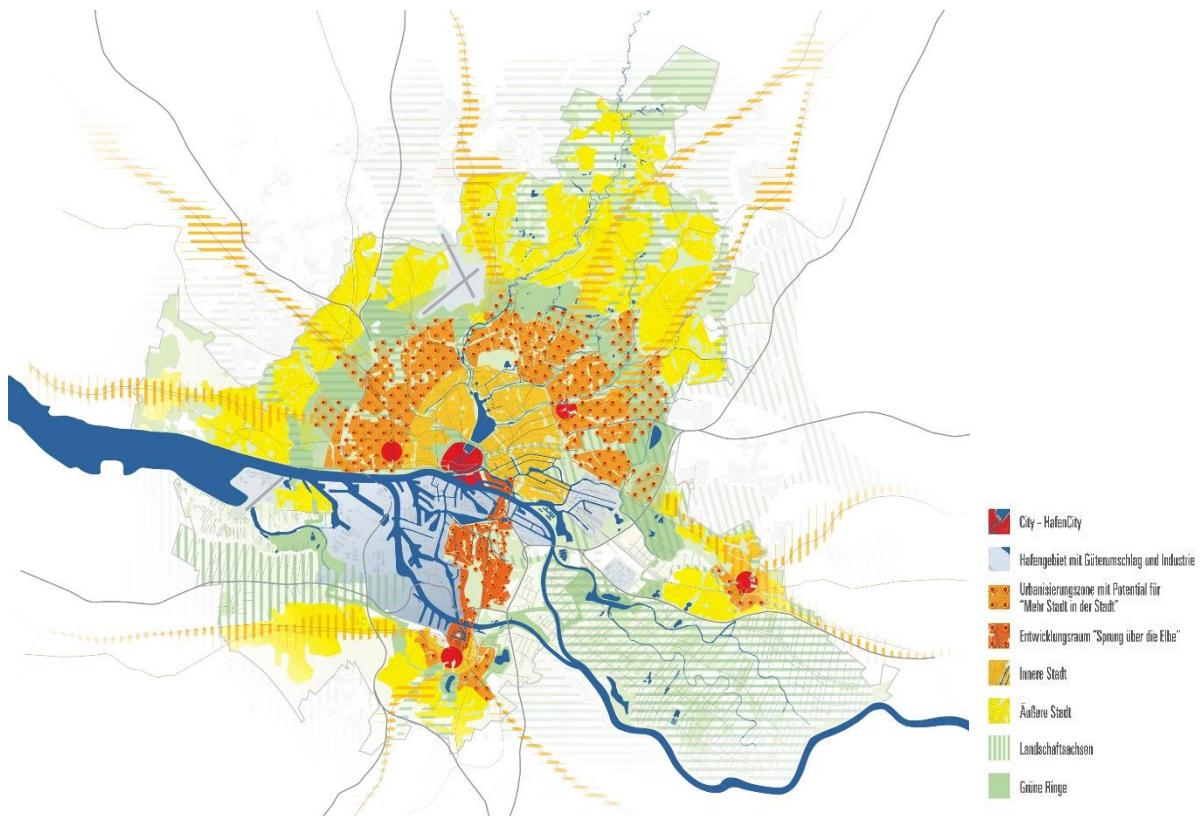 City – HafenCity
Hafengebiet mit Güterumschlag und Industrie
Urbanisierungszone mit Potential für
"Mehr Stadt in der Stadt"
Entwicklungsraum "Sprung über die Elbe"
Innere Stadt
Äußere Stadt
Landschaftsachsen
Grüne Ringe